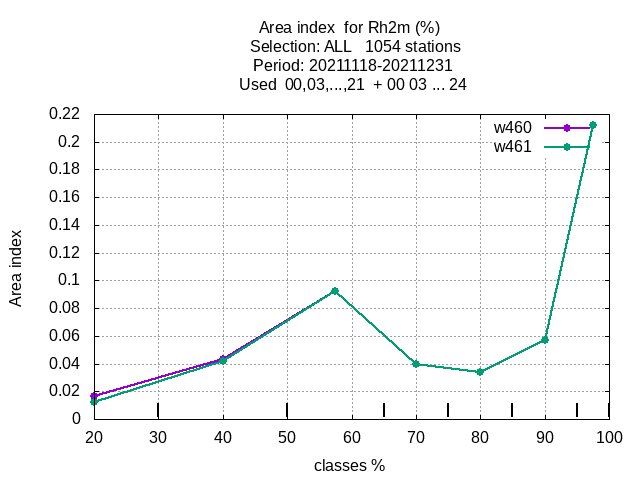 Area index  for Rh2m (%)
Selection: ALL   1054 stations
Period: 20211118-20211231
Used  00,03,...,21  + 00 03 ... 24
w460
w461
0.22
0.2
0.18
0.16
0.14
0.12
0.1
0.08
0.06
0.04
0.02
0
Area index
20 30 40 50 60 70 80 90 100
classes %